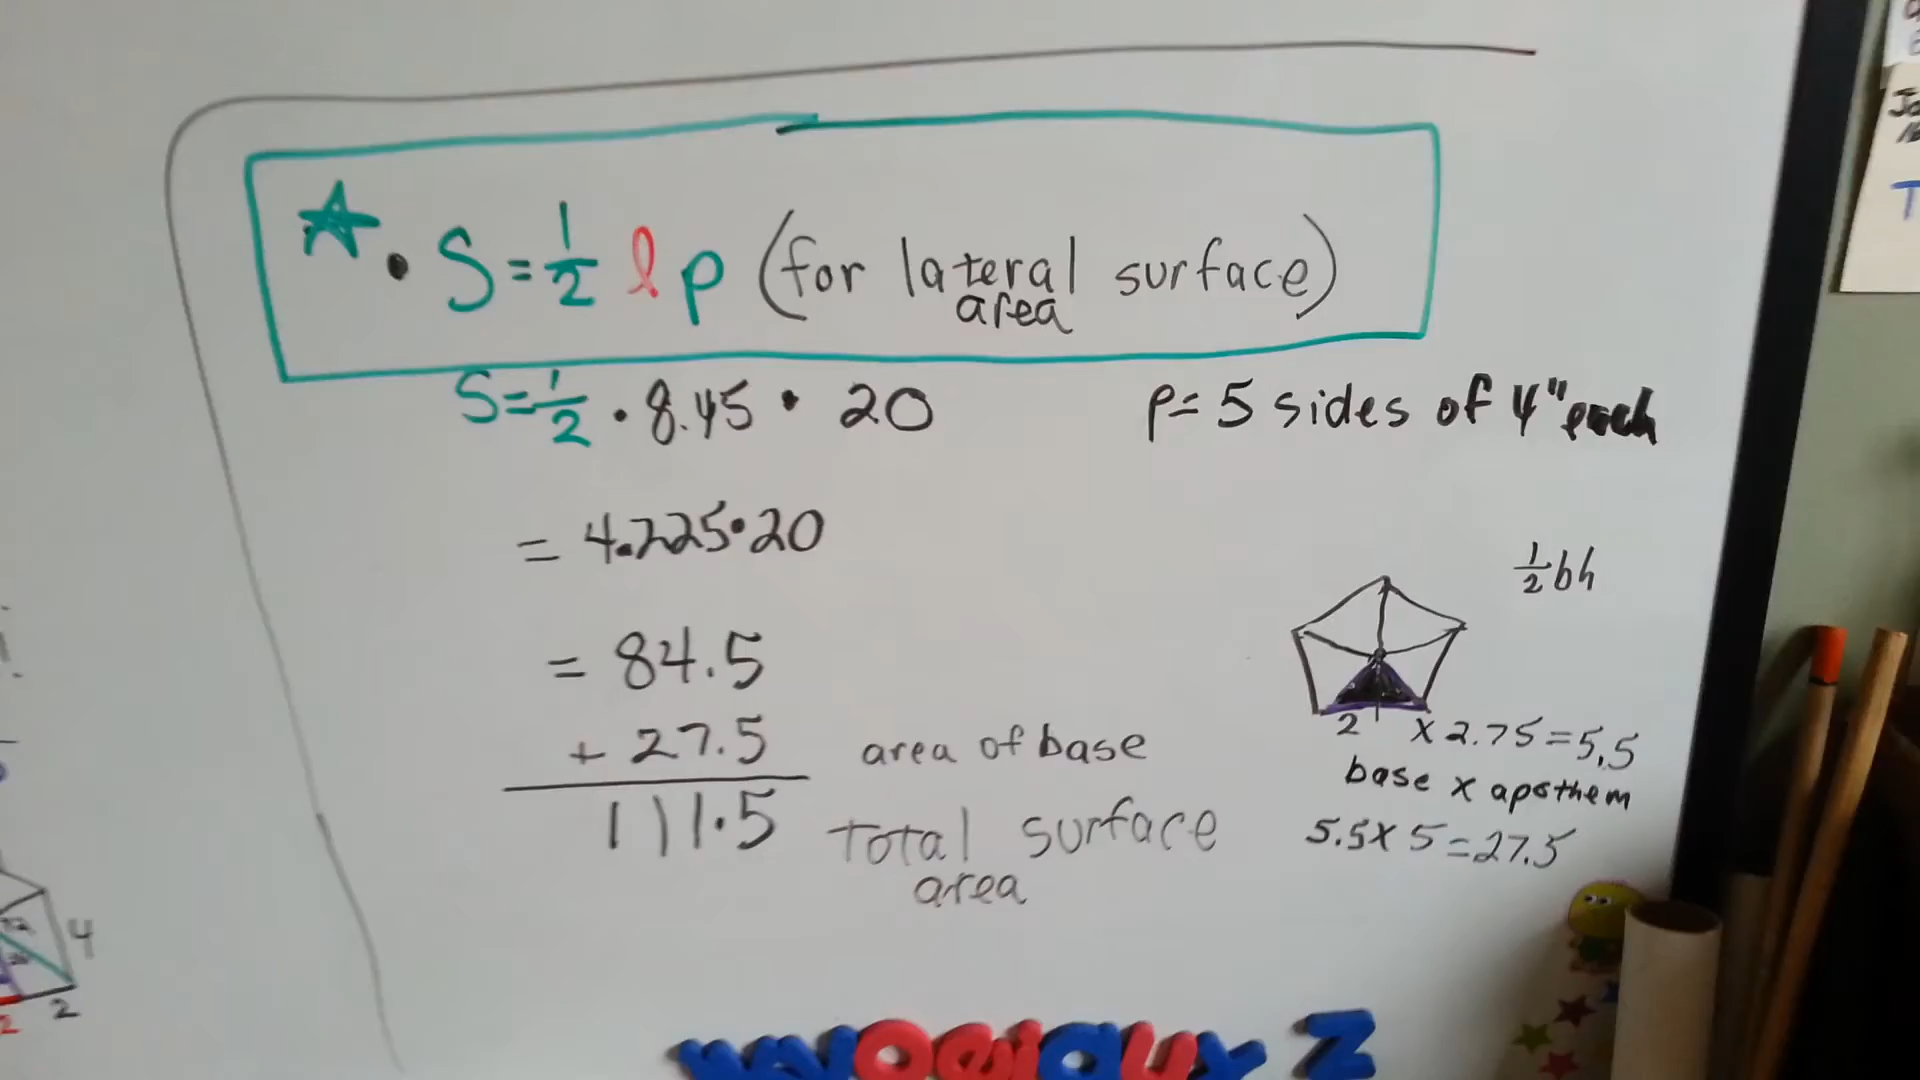 S = 1/2 l p (for lateral surface)
area
S = 1/2 • 8.45 • 20
P = 5 sides of 4" each
= 4.225 • 20
1/2 bh
= 84.5
+ 27.5 area of base
2 x 2.75 = 5.5
base x apothem
111.5 Total surface
area
5.5 x 5 = 27.5
4
2
2